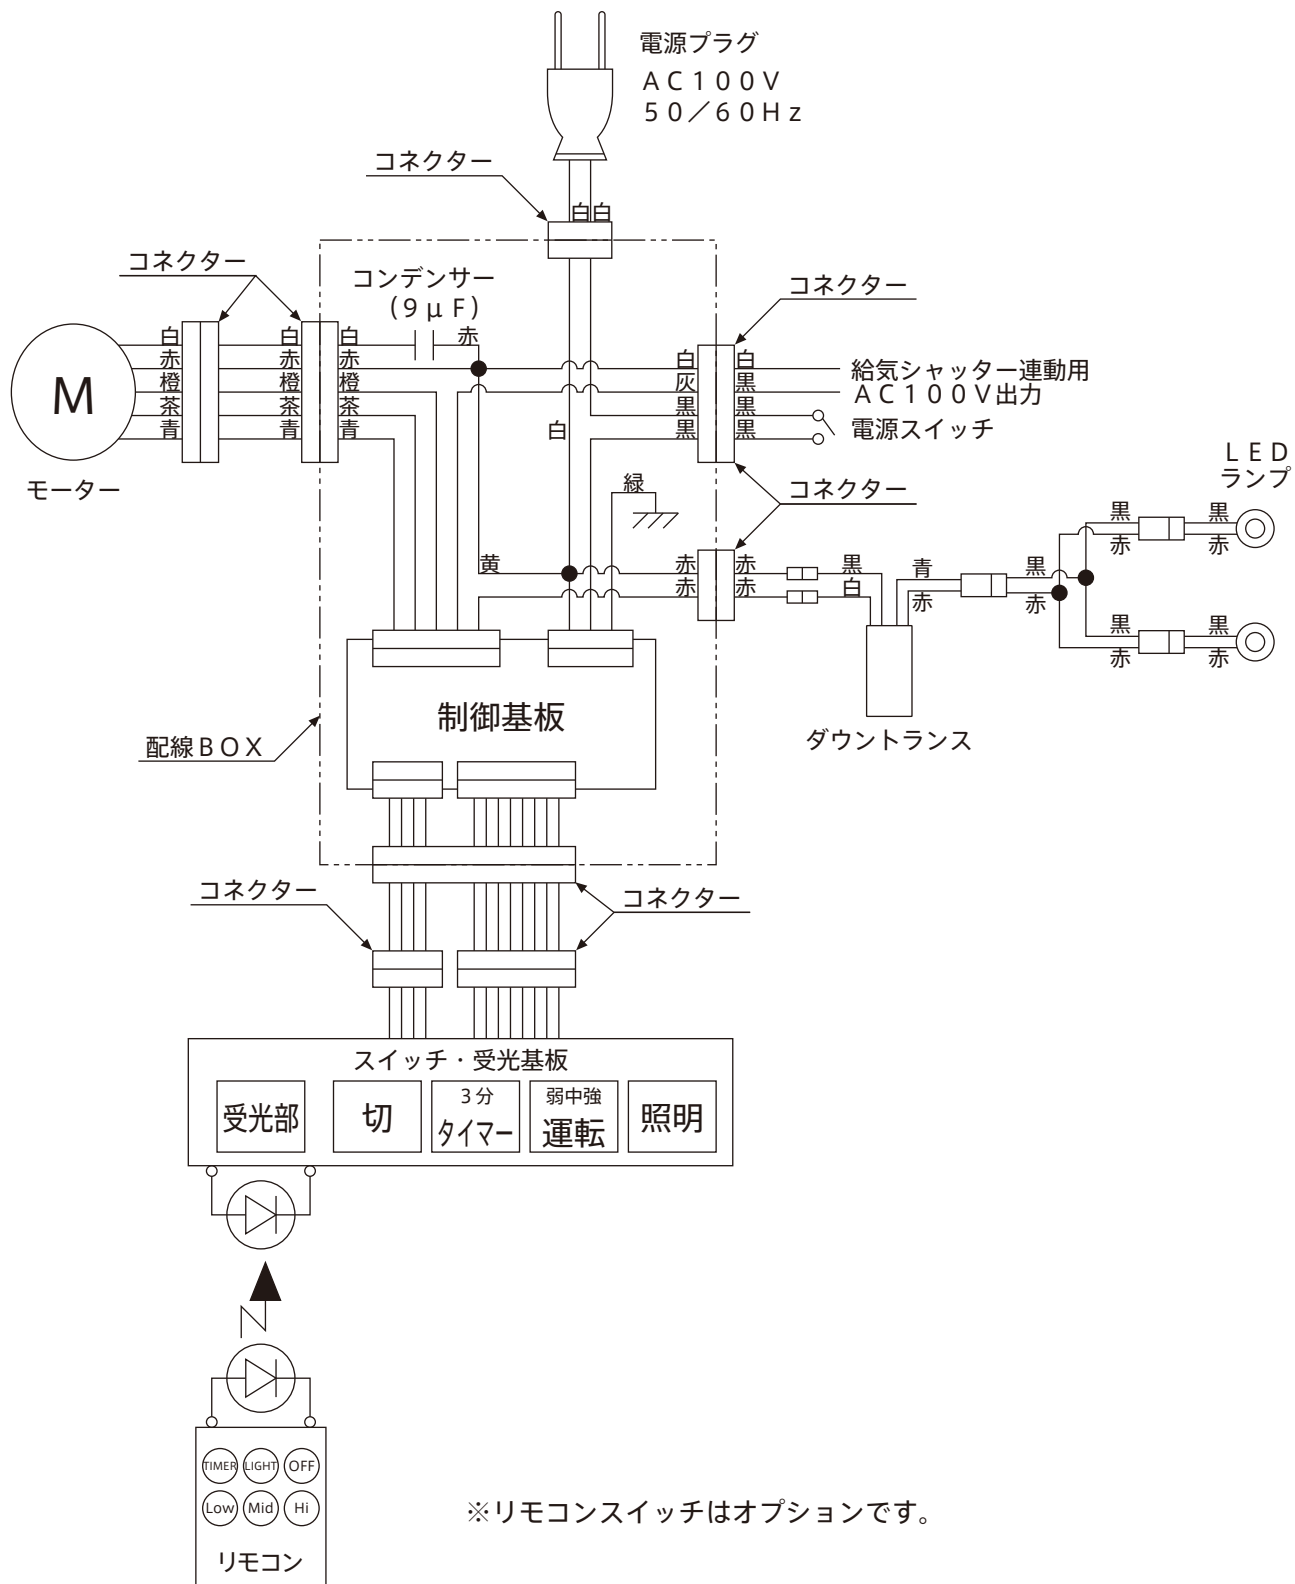 電源プラグ
AC100V
50/60Hz
コネクター
白白
コネクター
コンデンサー
(9μF)
コネクター
白 白 白 赤
赤 赤 赤
橙 橙 橙
茶 茶 茶
青 青 青
M
モーター
白 白
灰 黒
黒 黒
黒 黒
給気シャッター連動用
AC100V出力
電源スイッチ
白
緑
コネクター
LED
ランプ
黄
赤 赤 黒
赤 赤 白
青
赤
黒
赤
黒 黒
赤 赤
黒 黒
赤 赤
ダウントランス
制御基板
配線BOX
コネクター
コネクター
スイッチ・受光基板
受光部
切
3分
タイマー
弱中強
運転
照明
TIMER LIGHT OFF
Low Mid Hi
リモコン
※リモコンスイッチはオプションです。